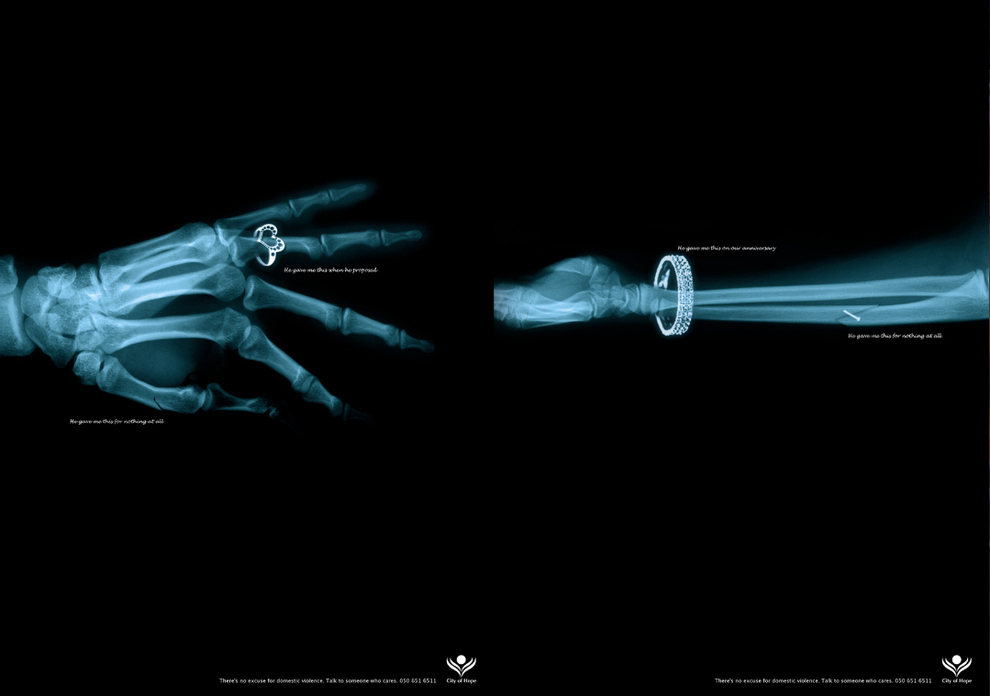 He gave me this when he proposed
He gave me this for nothing at all
There's no excuse for domestic violence. Talk to someone who cares. 050 651 6511
City of Hope
He gave me this on our anniversary
He gave me this for nothing at all
There's no excuse for domestic violence. Talk to someone who cares. 050 651 6511
City of Hope